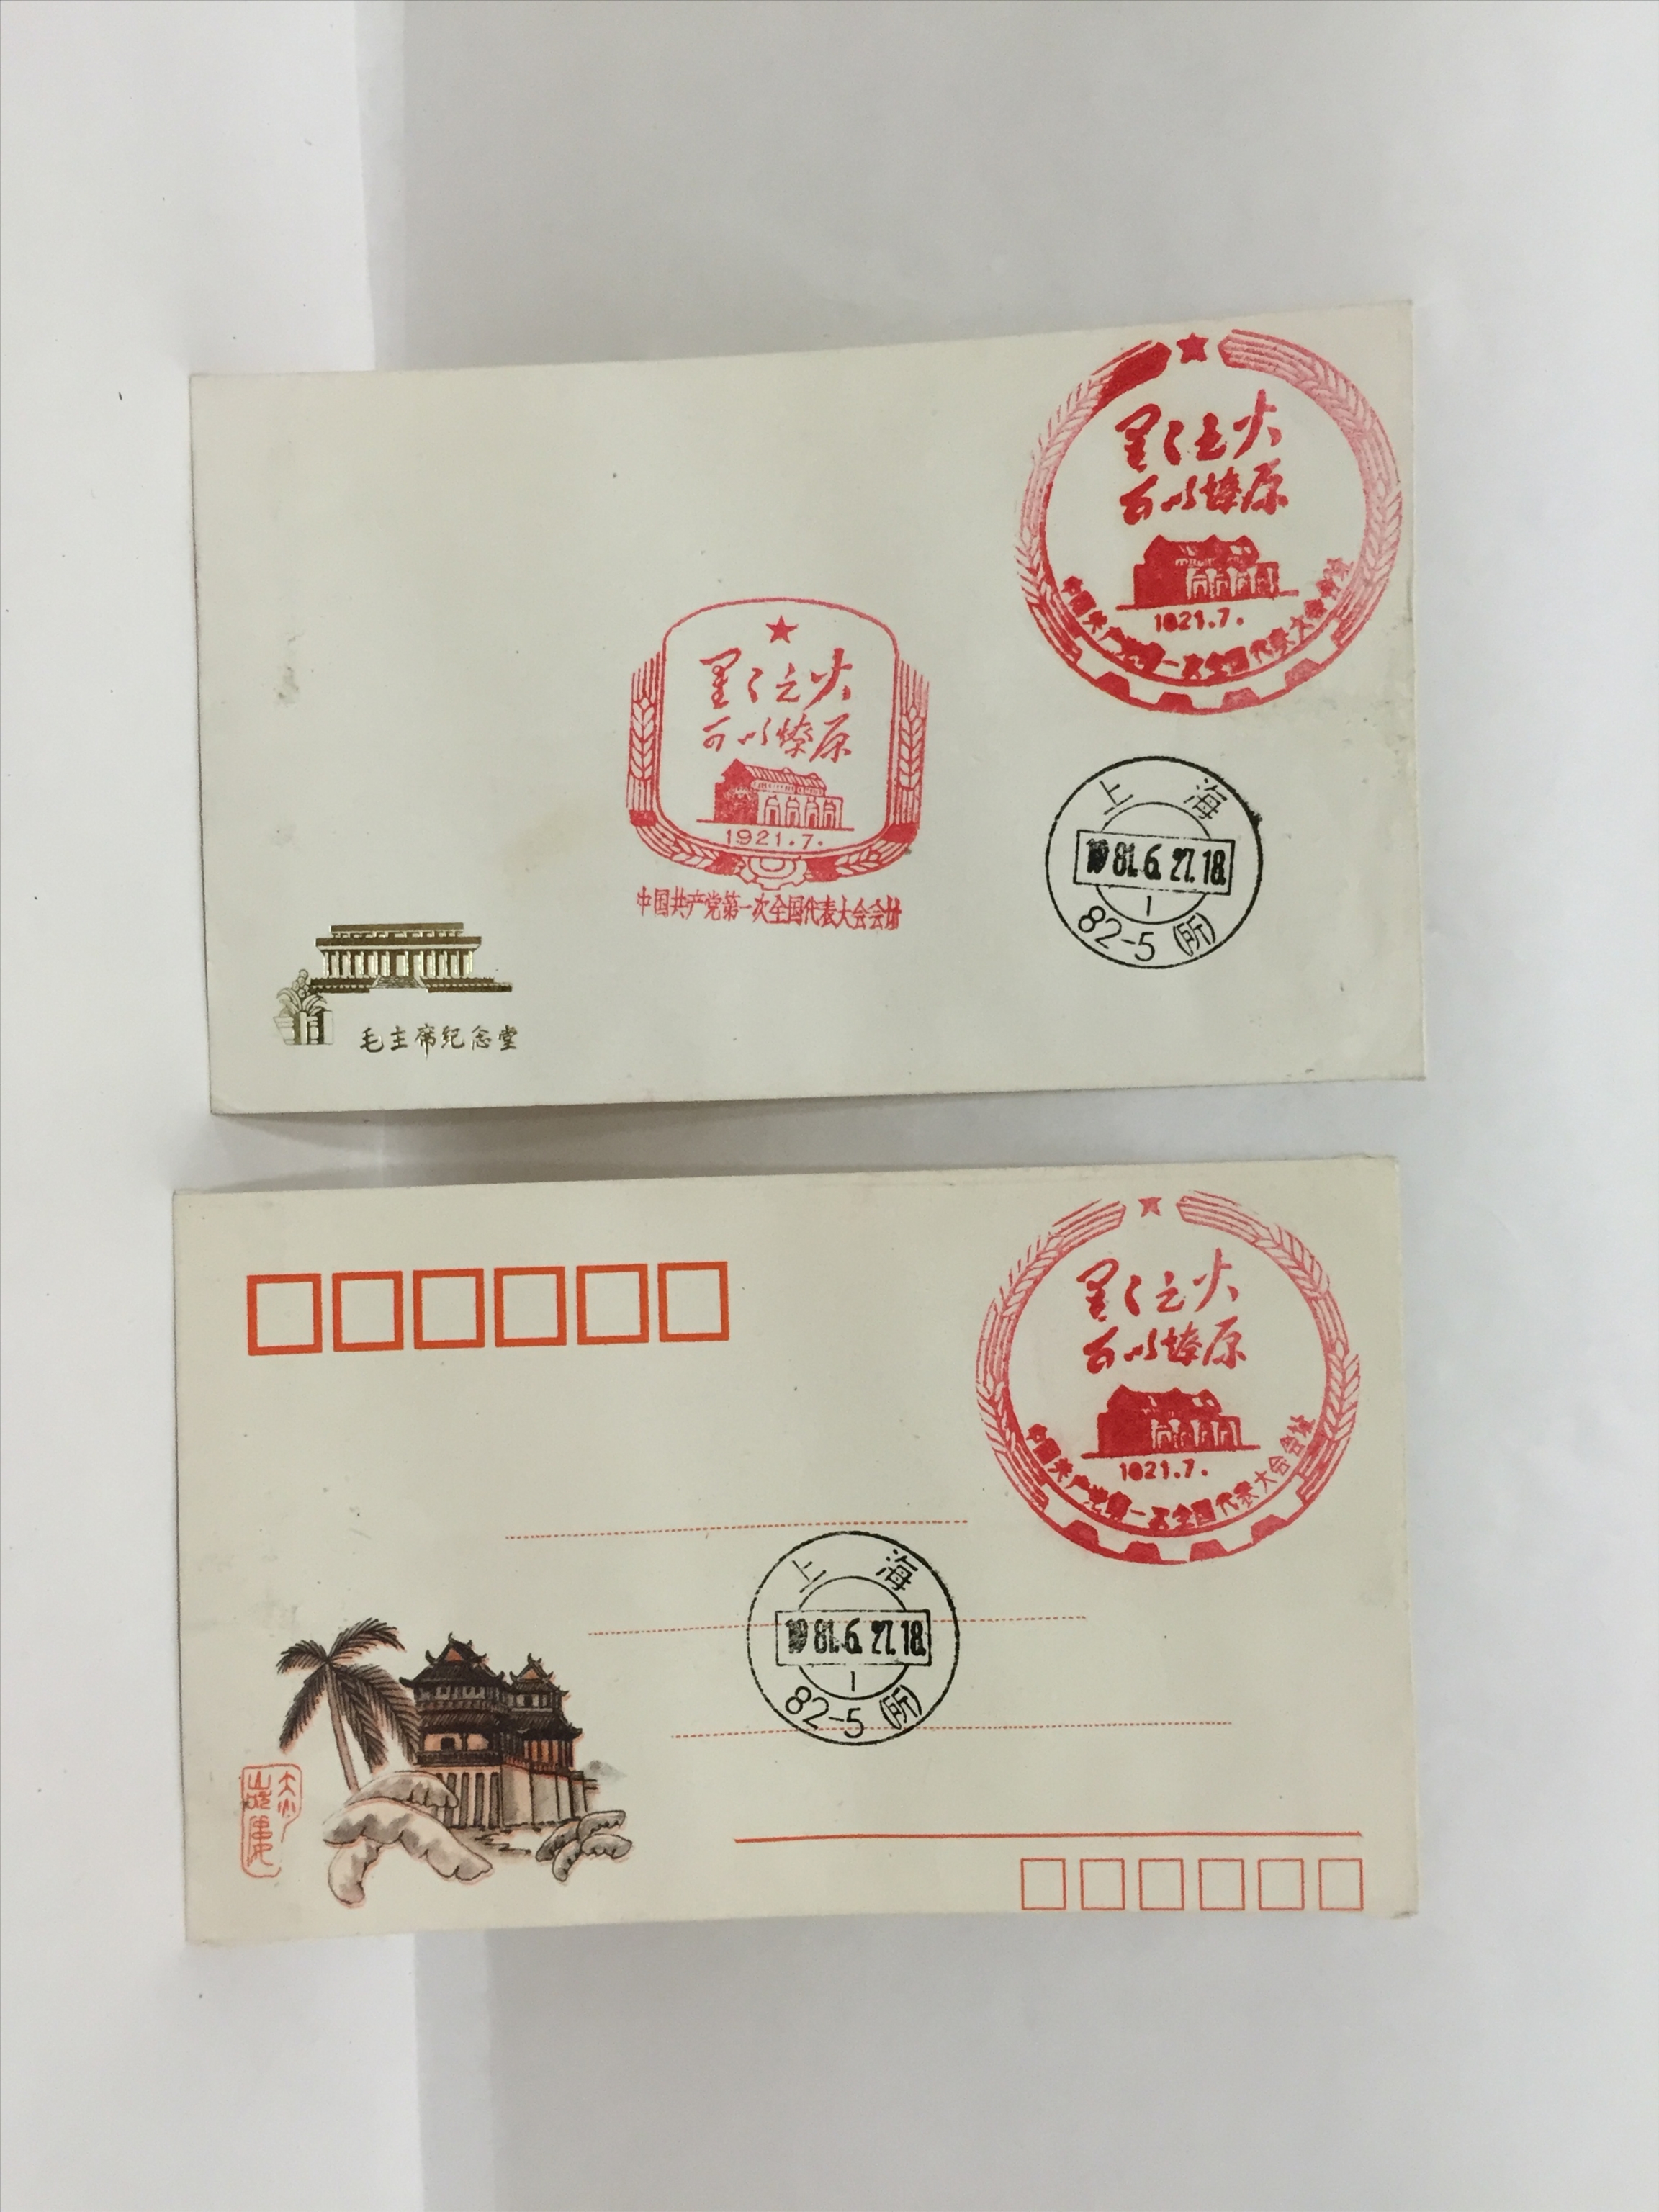 星星之火
可以燎原
1921.7.
中国共产党第一次全国代表大会会址
星星之火
可以燎原
1921.7.
中国共产党第一次全国代表大会会址
上海
1981.6.27.18
1
82-5(所)
毛主席纪念堂
星星之火
可以燎原
1921.7.
中国共产党第一次全国代表大会会址
上海
1981.6.27.18
1
82-5(所)